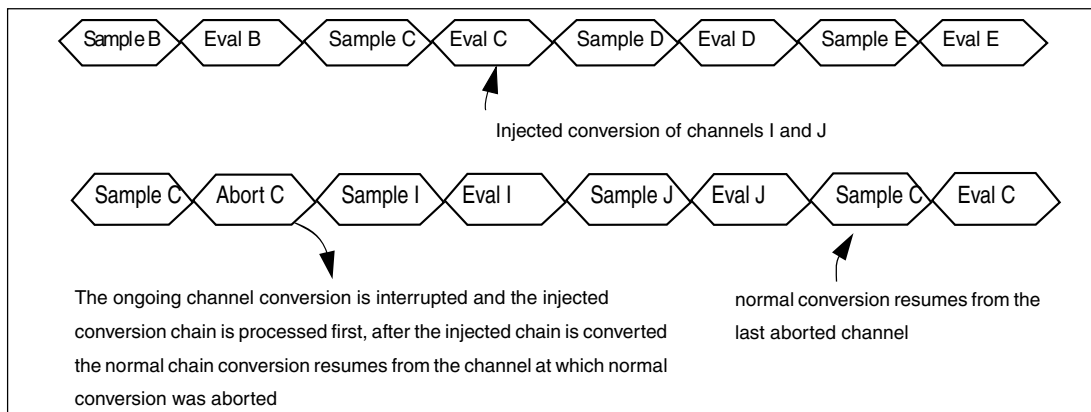 Sample B Eval B Sample C Eval C Sample D Eval D Sample E Eval E
Injected conversion of channels I and J
Sample C Abort C Sample I Eval I Sample J Eval J Sample C Eval C
The ongoing channel conversion is interrupted and the injected
conversion chain is processed first, after the injected chain is converted
the normal chain conversion resumes from the channel at which normal
conversion was aborted
normal conversion resumes from the
last aborted channel